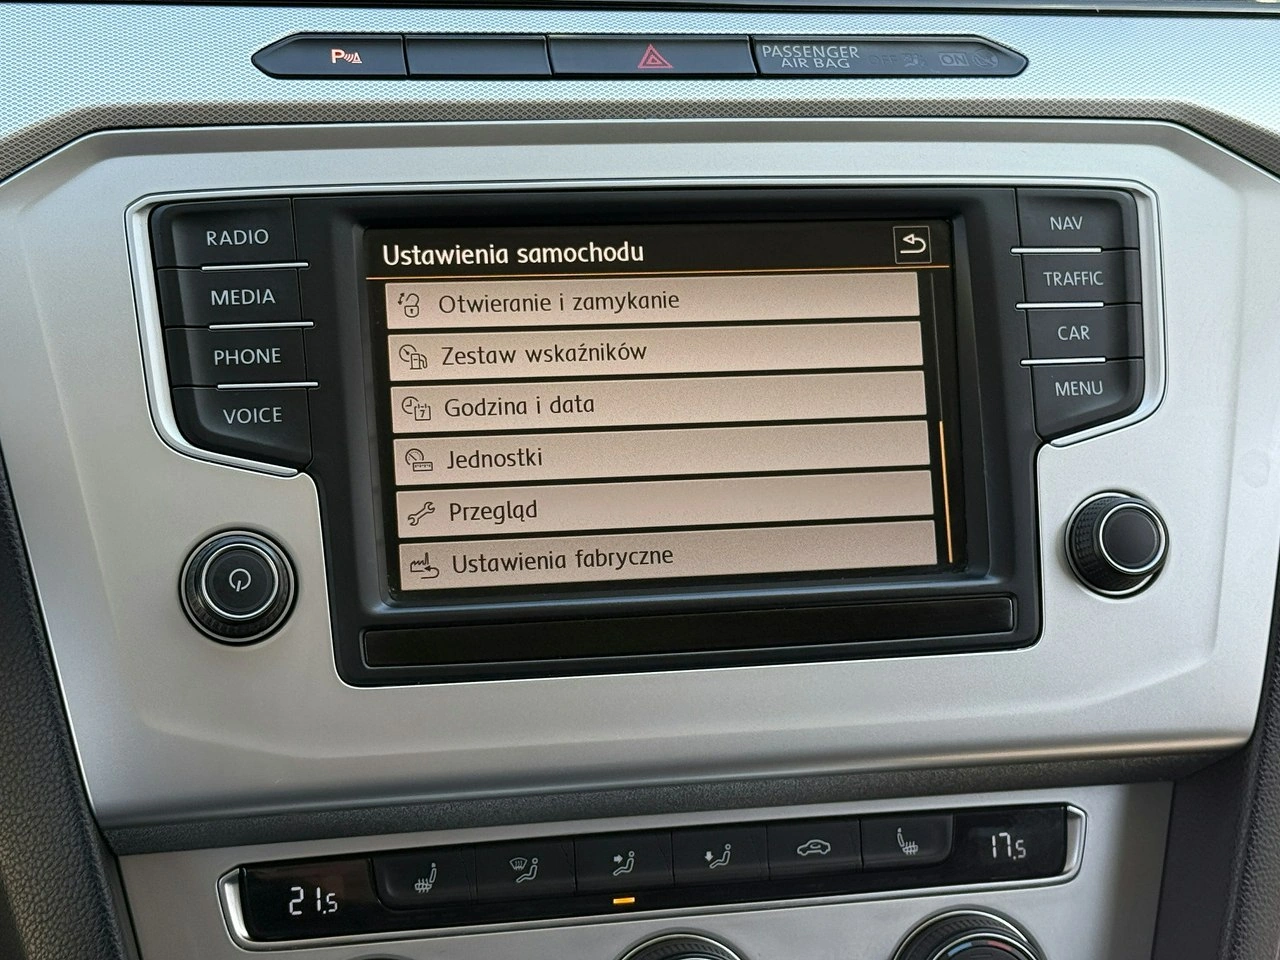 PASSENGER
AIR BAG
ON
RADIO
MEDIA
PHONE
VOICE
Ustawienia samochodu
Otwieranie i zamykanie
Zestaw wskaźników
Godzina i data
Jednostki
Przegląd
Ustawienia fabryczne
NAV
TRAFFIC
CAR
MENU
21.5
17.5